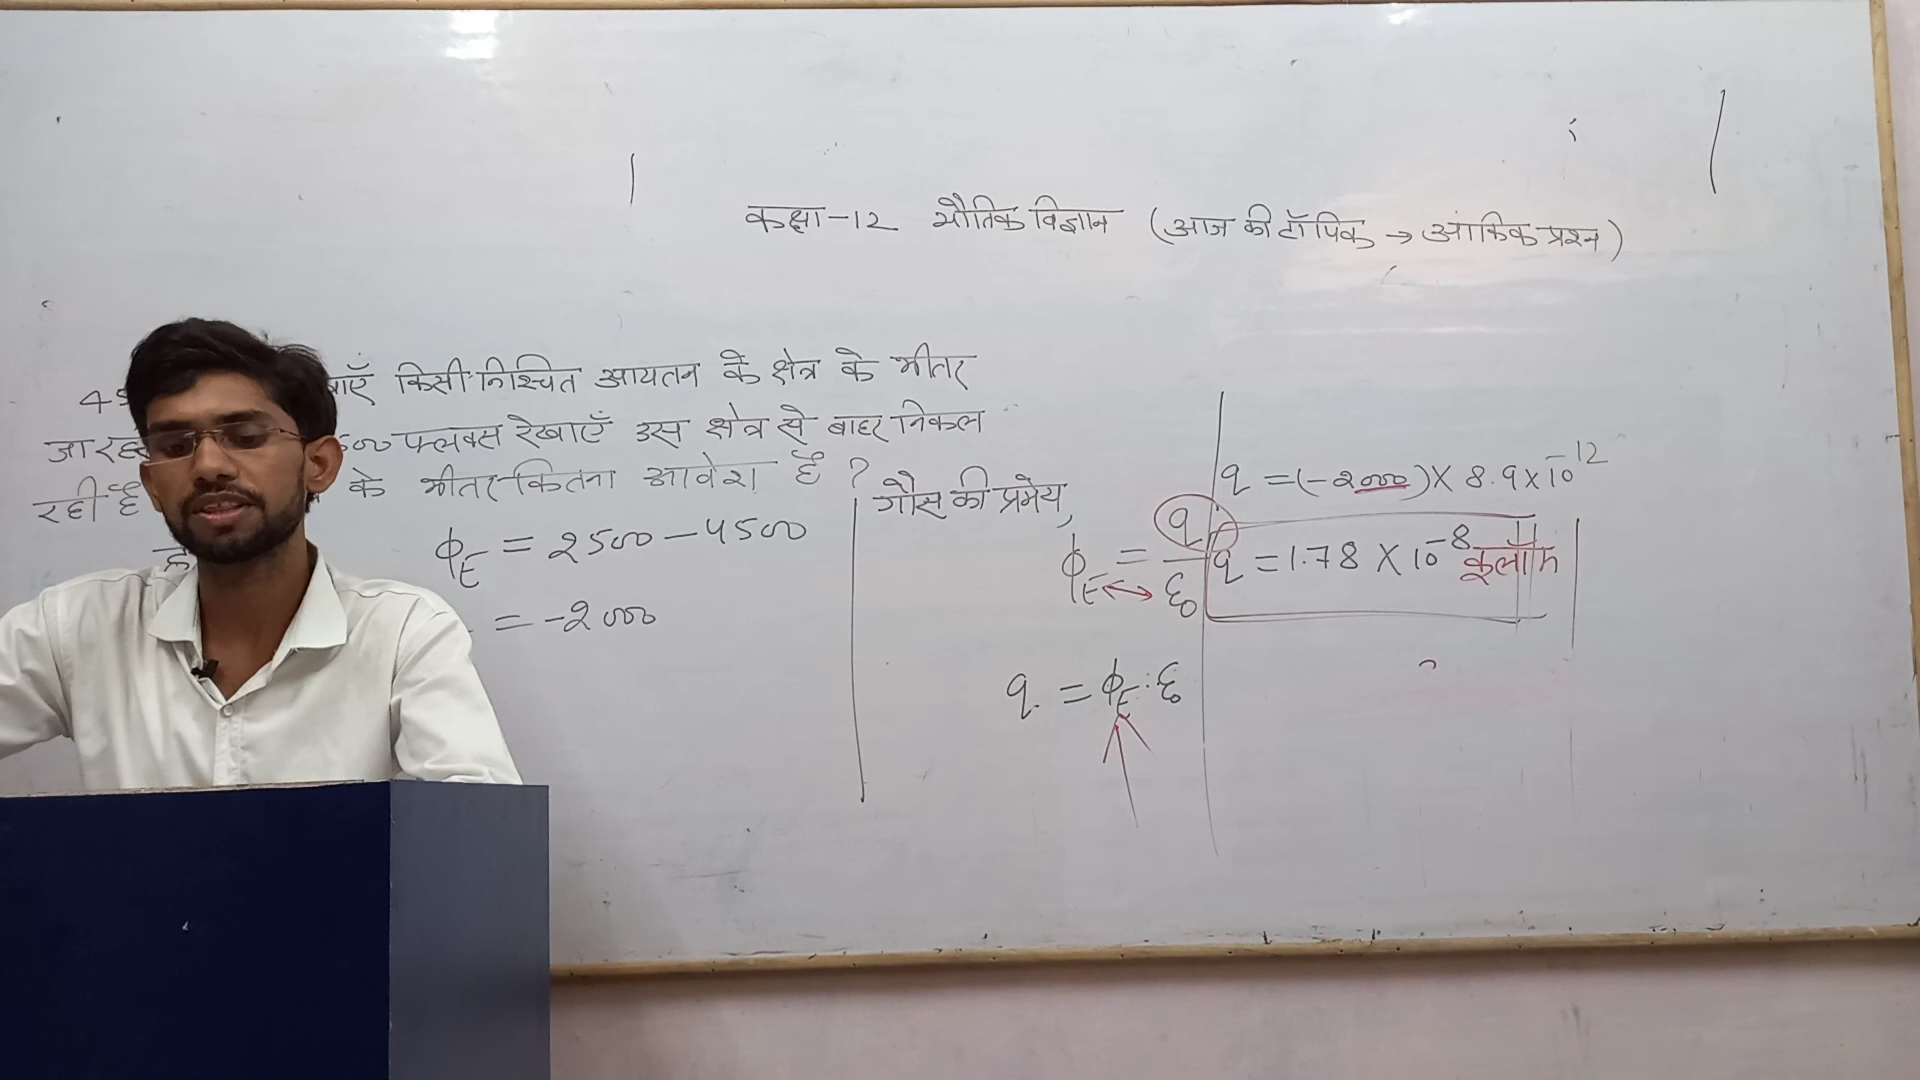 कक्षा-12 भौतिक विज्ञान (आज की टॉपिक → आंकिक प्रश्न)
किसी निश्चित आयतन के क्षेत्र के भीतर
फ्लक्स रेखाएँ उस क्षेत्र से बाहर निकल
रही हैं के भीतर कितना आवेश है ?
ϕE = 2500 - 4500
= -2000
गौस की प्रमेय,
ϕE = q/ε₀
q = ϕE . ε₀
q = (-2000) × 8.9 × 10⁻¹²
q = 1.78 × 10⁻⁸ कूलॉम